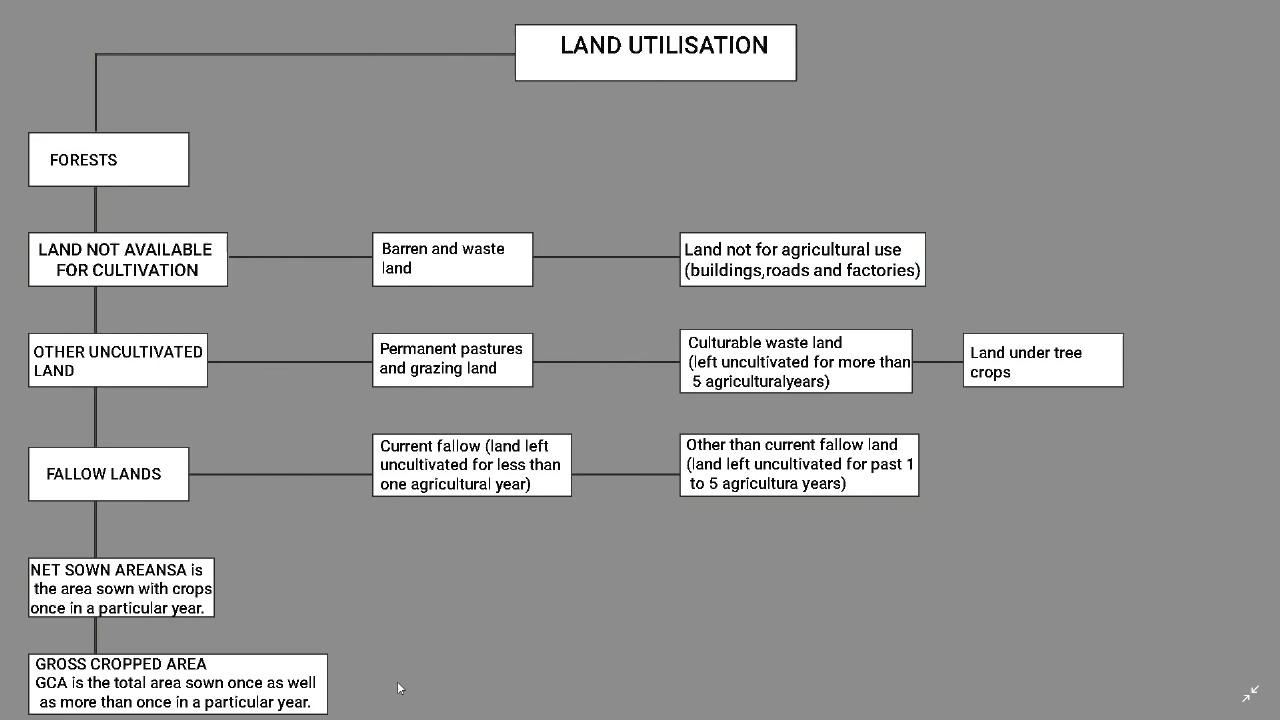 LAND UTILISATION
FORESTS
LAND NOT AVAILABLE
FOR CULTIVATION
Barren and waste
land
Land not for agricultural use
(buildings,roads and factories)
OTHER UNCULTIVATED
LAND
Permanent pastures
and grazing land
Culturable waste land
(left uncultivated for more than
5 agriculturalyears)
Land under tree
crops
FALLOW LANDS
Current fallow (land left
uncultivated for less than
one agricultural year)
Other than current fallow land
(land left uncultivated for past 1
to 5 agricultura years)
NET SOWN AREANSA is
the area sown with crops
once in a particular year.
GROSS CROPPED AREA
GCA is the total area sown once as well
as more than once in a particular year.